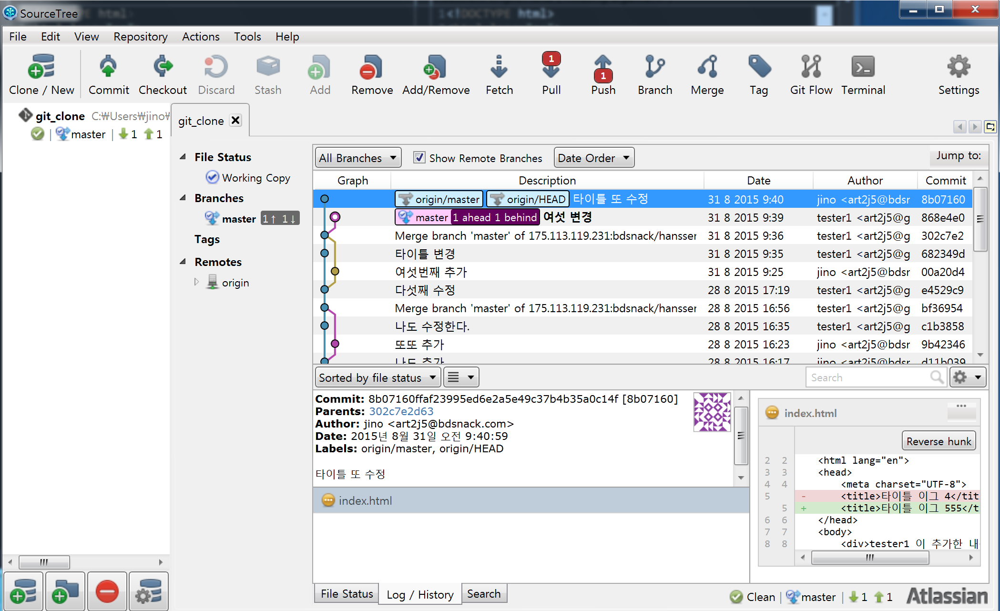 SourceTree
<!DOCTYPE html>
File Edit View Repository Actions Tools Help
Clone / New Commit Checkout Discard Stash Add Remove Add/Remove Fetch Pull Push Branch Merge Tag Git Flow Terminal Settings
1
1
git_clone C:₩Users₩jino₩
master 1 1
git_clone
File Status
Working Copy
Branches
master 1↑ 1↓
Tags
Remotes
origin
All Branches Show Remote Branches Date Order Jump to:
Graph Description Date Author Commit
origin/master origin/HEAD 타이틀 또 수정 31 8 2015 9:40 jino <art2j5@bdsr 8b07160
master 1 ahead 1 behind 여섯 변경 31 8 2015 9:39 tester1 <art2j5@g 868e4e0
Merge branch 'master' of 175.113.119.231:bdsnack/hansser 31 8 2015 9:36 tester1 <art2j5@g 302c7e2
타이틀 변경 31 8 2015 9:35 tester1 <art2j5@g 682349d
여섯번째 추가 31 8 2015 9:25 jino <art2j5@bdsr 00a20d4
다섯째 수정 28 8 2015 17:19 tester1 <art2j5@g e4529c9
Merge branch 'master' of 175.113.119.231:bdsnack/hansser 28 8 2015 16:56 tester1 <art2j5@g bf36954
나도 수정한다. 28 8 2015 16:35 tester1 <art2j5@g c1b3858
또또 추가 28 8 2015 16:23 jino <art2j5@bdsr 9b42346
나도 추가 28 8 2015 16:17 jino <art2j5@bdsr d11b039
Sorted by file status Search
Commit: 8b07160ffaf23995ed6e2a5e49c37b4b35a0c14f [8b07160]
Parents: 302c7e2d63
Author: jino <art2j5@bdsnack.com>
Date: 2015년 8월 31일 오전 9:40:59
Labels: origin/master, origin/HEAD
타이틀 또 수정
index.html
index.html
Reverse hunk
2 2 <html lang="en">
3 3 <head>
4 4 <meta charset="UTF-8">
5 - <title>타이틀 이그 4</tit
5 + <title>타이틀 이그 555</t
6 6 </head>
7 7 <body>
8 8 <div>tester1 이 추가한 내
File Status Log / History Search
Clean master 1 1 Atlassian